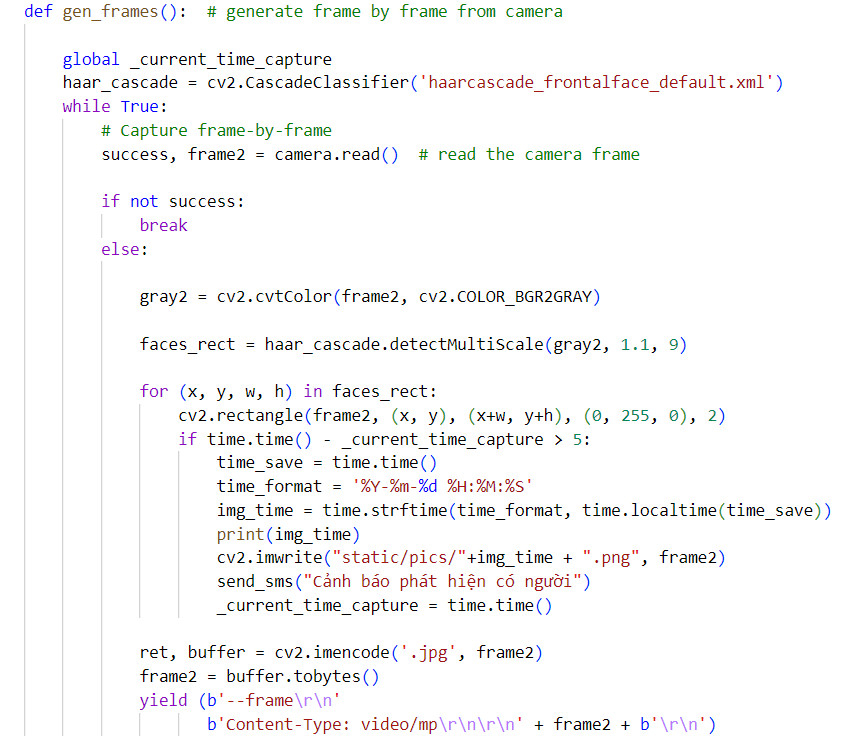 def gen_frames():  # generate frame by frame from camera
global _current_time_capture
haar_cascade = cv2.CascadeClassifier('haarcascade_frontalface_default.xml')
while True:
# Capture frame-by-frame
success, frame2 = camera.read()  # read the camera frame
if not success:
break
else:
gray2 = cv2.cvtColor(frame2, cv2.COLOR_BGR2GRAY)
faces_rect = haar_cascade.detectMultiScale(gray2, 1.1, 9)
for (x, y, w, h) in faces_rect:
cv2.rectangle(frame2, (x, y), (x+w, y+h), (0, 255, 0), 2)
if time.time() - _current_time_capture > 5:
time_save = time.time()
time_format = '%Y-%m-%d %H:%M:%S'
img_time = time.strftime(time_format, time.localtime(time_save))
print(img_time)
cv2.imwrite("static/pics/"+img_time + ".png", frame2)
send_sms("Cảnh báo phát hiện có người")
_current_time_capture = time.time()
ret, buffer = cv2.imencode('.jpg', frame2)
frame2 = buffer.tobytes()
yield (b'--frame\r\n'
b'Content-Type: video/mp\r\n\r\n' + frame2 + b'\r\n')